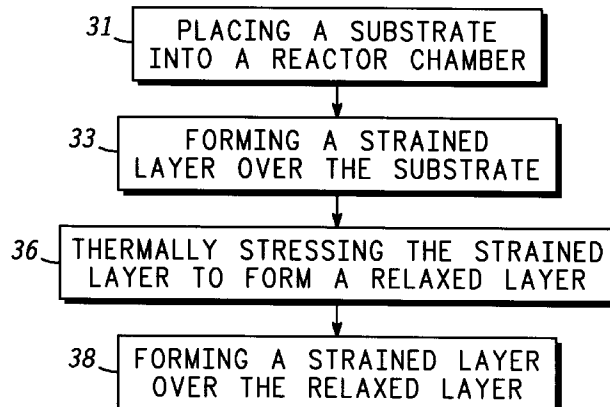 31
PLACING A SUBSTRATE
INTO A REACTOR CHAMBER
33
FORMING A STRAINED
LAYER OVER THE SUBSTRATE
36
THERMALLY STRESSING THE STRAINED
LAYER TO FORM A RELAXED LAYER
38
FORMING A STRAINED LAYER
OVER THE RELAXED LAYER